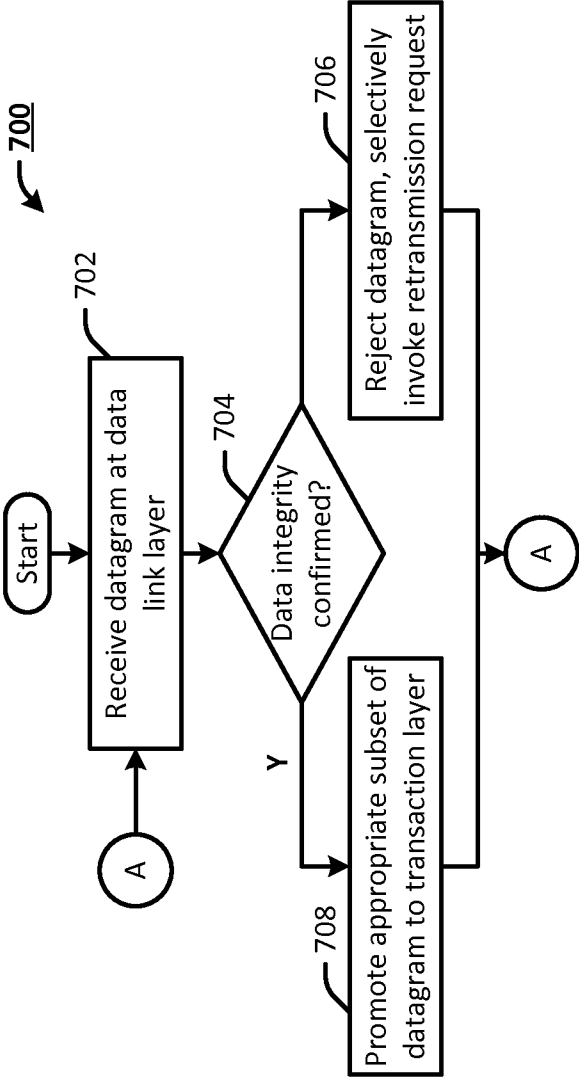 700
Start
702
Receive datagram at data
link layer
A
704
Data integrity
confirmed?
Y
706
Reject datagram, selectively
invoke retransmission request
708
Promote appropriate subset of
datagram to transaction layer
A